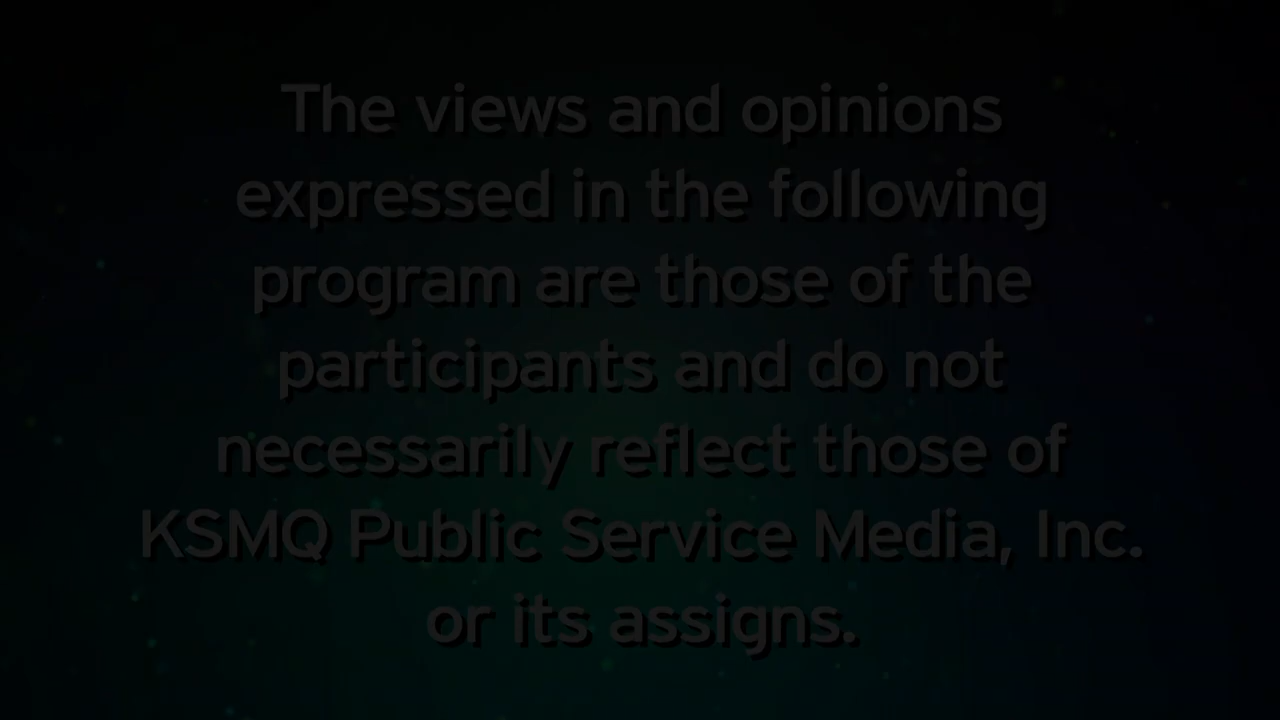 The views and opinions
expressed in the following
program are those of the
participants and do not
necessarily reflect those of
KSMQ Public Service Media, Inc.
or its assigns.